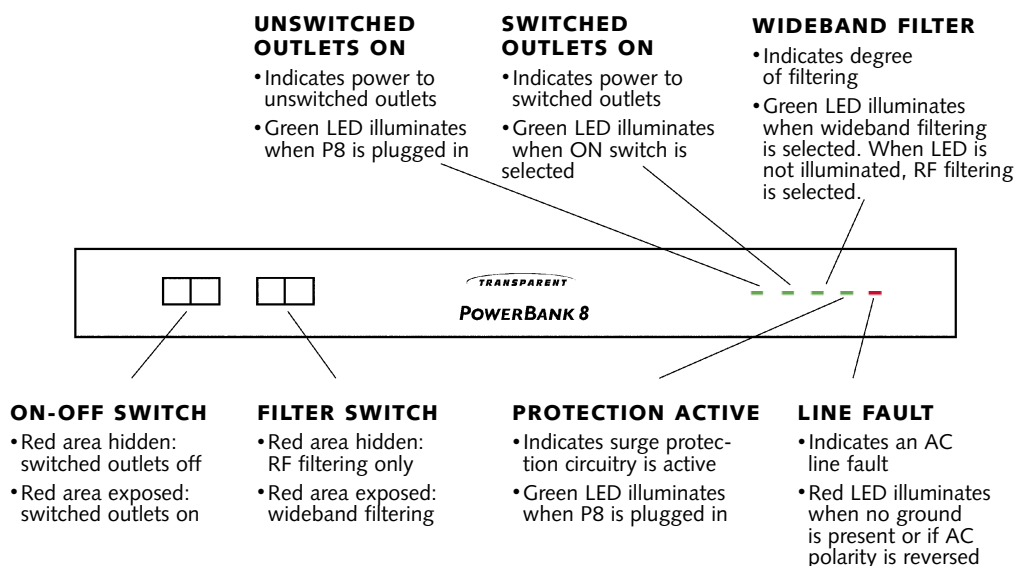 UNSWITCHED
OUTLETS ON
•Indicates power to
unswitched outlets
•Green LED illuminates
when P8 is plugged in
SWITCHED
OUTLETS ON
•Indicates power to
switched outlets
•Green LED illuminates
when ON switch is
selected
WIDEBAND FILTER
•Indicates degree
of filtering
•Green LED illuminates
when wideband filtering
is selected. When LED is
not illuminated, RF filtering
is selected.
TRANSPARENT
POWERBANK 8
ON-OFF SWITCH
•Red area hidden:
switched outlets off
•Red area exposed:
switched outlets on
FILTER SWITCH
•Red area hidden:
RF filtering only
•Red area exposed:
wideband filtering
PROTECTION ACTIVE
•Indicates surge protec-
tion circuitry is active
•Green LED illuminates
when P8 is plugged in
LINE FAULT
•Indicates an AC
line fault
•Red LED illuminates
when no ground
is present or if AC
polarity is reversed